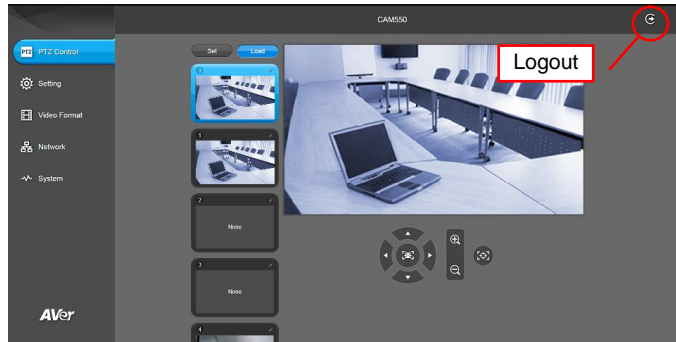 CAM550
Logout
PTZ PTZ Control
Setting
Video Format
Network
System
Set Load
0
1
2
None
3
None
4
AVer